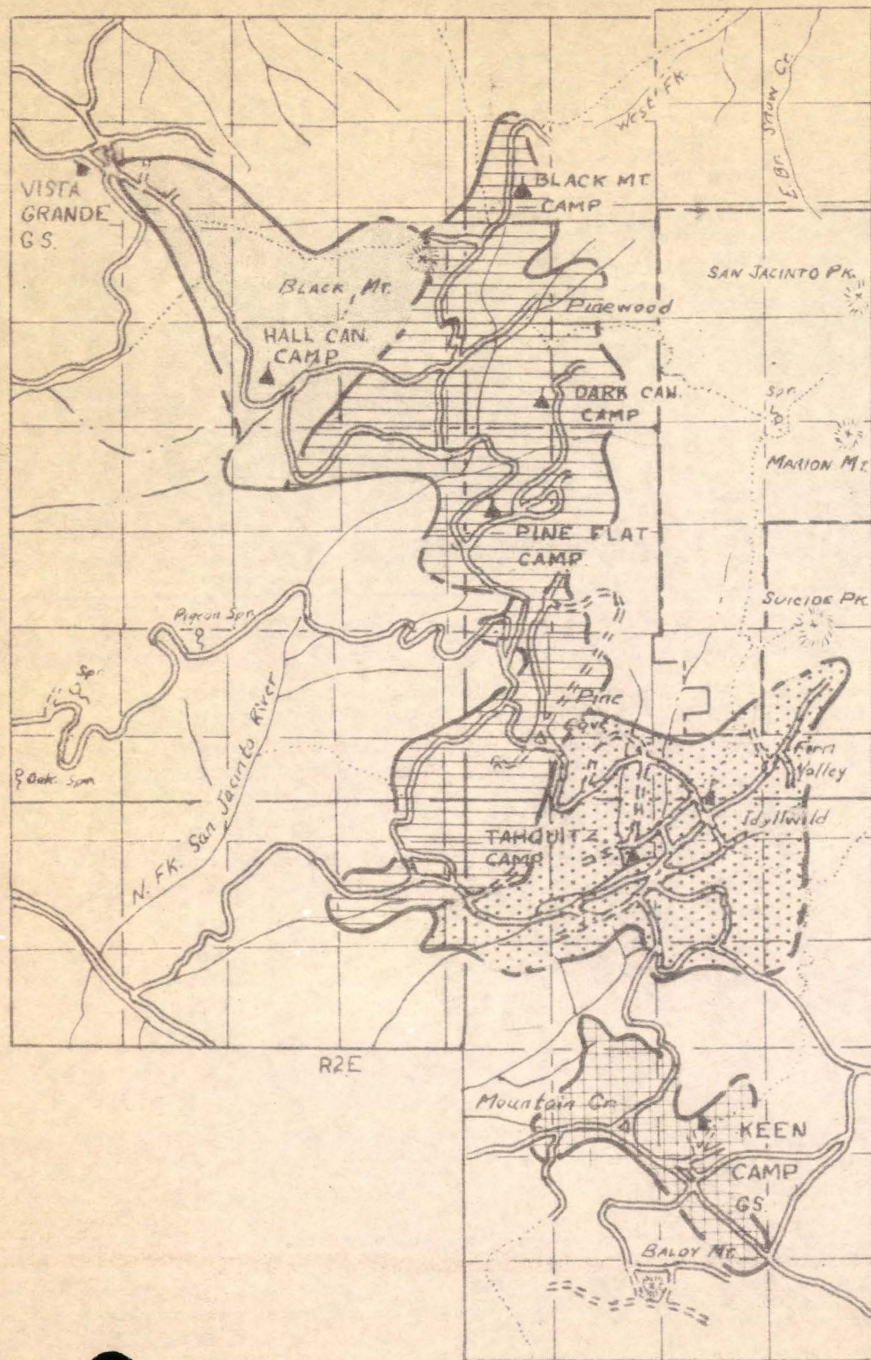 WEST FK.
E. Br. SNOW Cr.
VISTA
GRANDE
G.S.
BLACK MT.
CAMP
SAN JACINTO PK.
BLACK MT.
Pinewood
HALL CAN.
CAMP
DARK CAN.
CAMP
Spr.
MARION MT.
PINE FLAT
CAMP
SUICIDE PK.
Pigeon Spr.
Spr.
Oak Spr.
Pine
Cove
Fern
Valley
Idyllwild
TAHQUITZ
CAMP
N. FK. San Jacinto River
R2E
Mountain Cr.
KEEN
CAMP
G.S.
BALDY MT.